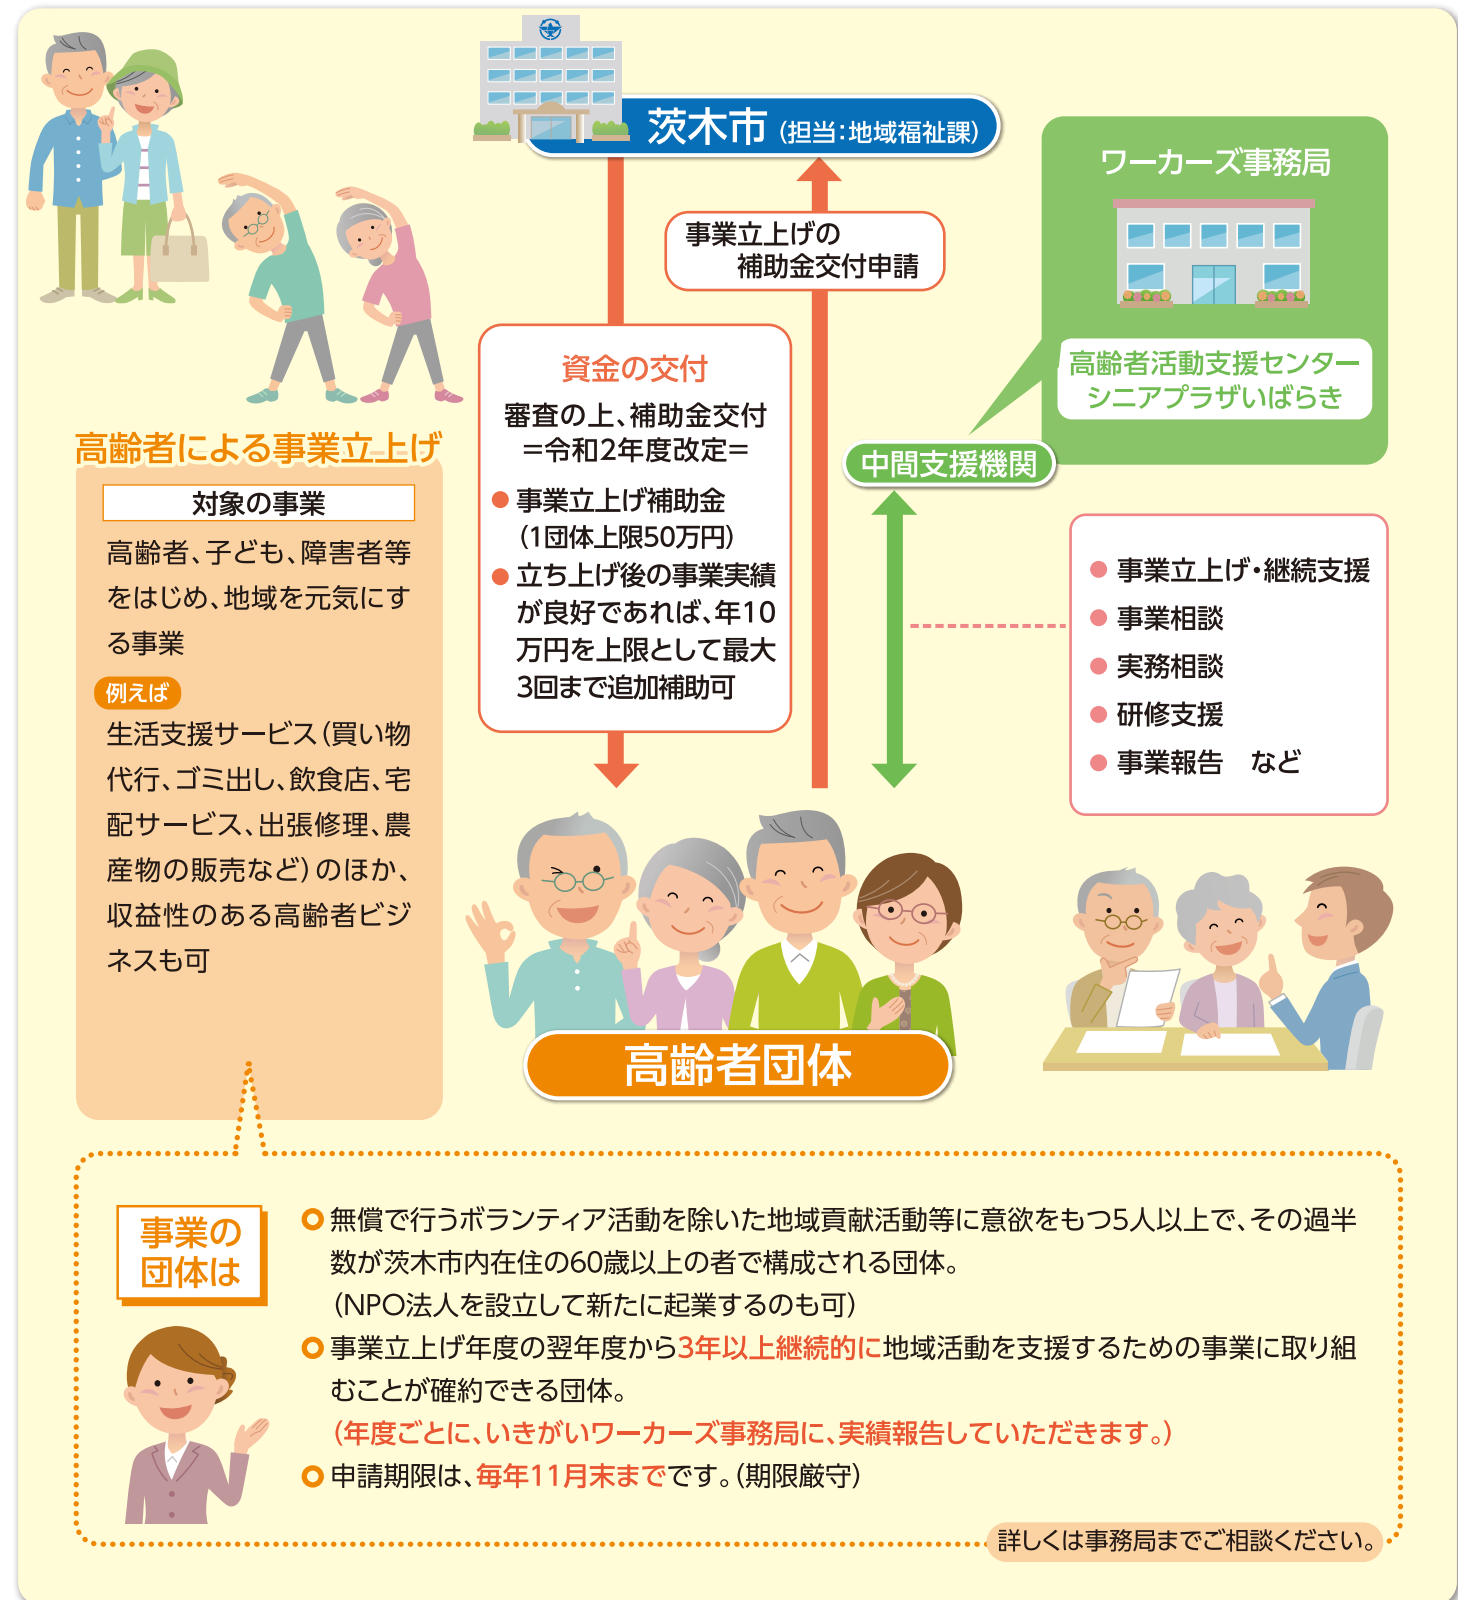 茨木市（担当：地域福祉課）
ワーカーズ事務局
高齢者活動支援センター
シニアプラザいばらき
中間支援機関
事業立上げの
補助金交付申請
資金の交付
審査の上、補助金交付
＝令和2年度改定＝
● 事業立上げ補助金
（1団体上限50万円）
● 立ち上げ後の事業実績
が良好であれば、年10
万円を上限として最大
3回まで追加補助可
● 事業立上げ・継続支援
● 事業相談
● 実務相談
● 研修支援
● 事業報告　など
高齢者による事業立上げ
対象の事業
高齢者、子ども、障害者等
をはじめ、地域を元気にす
る事業
例えば
生活支援サービス（買い物
代行、ゴミ出し、飲食店、宅
配サービス、出張修理、農
産物の販売など）のほか、
収益性のある高齢者ビジ
ネスも可
高齢者団体
事業の
団体は
無償で行うボランティア活動を除いた地域貢献活動等に意欲をもつ5人以上で、その過半
数が茨木市内在住の60歳以上の者で構成される団体。
（NPO法人を設立して新たに起業するのも可）
事業立上げ年度の翌年度から3年以上継続的に地域活動を支援するための事業に取り組
むことが確約できる団体。
（年度ごとに、いきがいワーカーズ事務局に、実績報告していただきます。）
申請期限は、毎年11月末までです。（期限厳守）
詳しくは事務局までご相談ください。